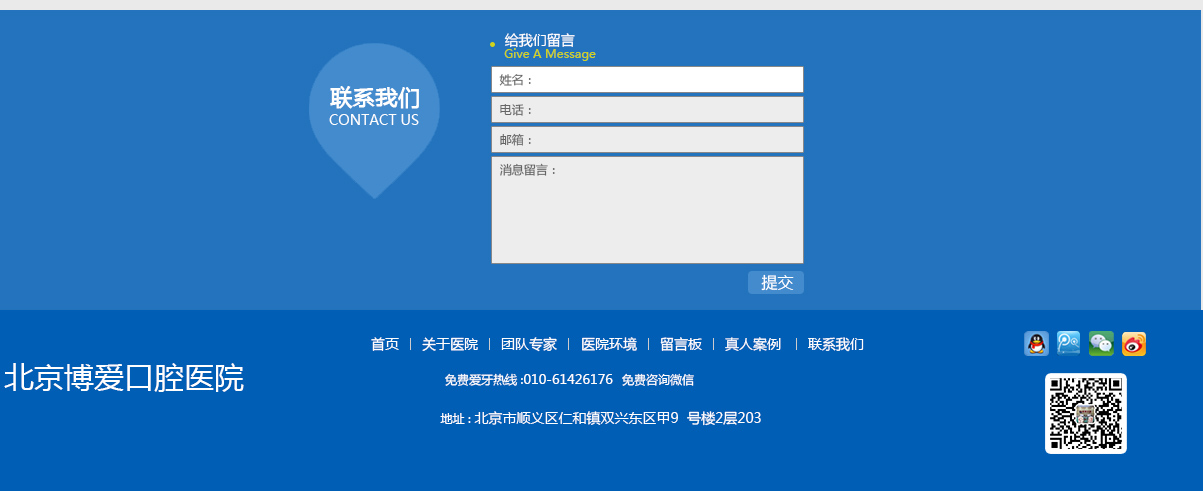 给我们留言
Give A Message
联系我们
CONTACT US
姓名：
电话：
邮箱：
消息留言：
提交
首页 | 关于医院 | 团队专家 | 医院环境 | 留言板 | 真人案例 | 联系我们
北京博爱口腔医院
免费爱牙热线:010-61426176 免费咨询微信
地址：北京市顺义区仁和镇双兴东区甲9 号楼2层203